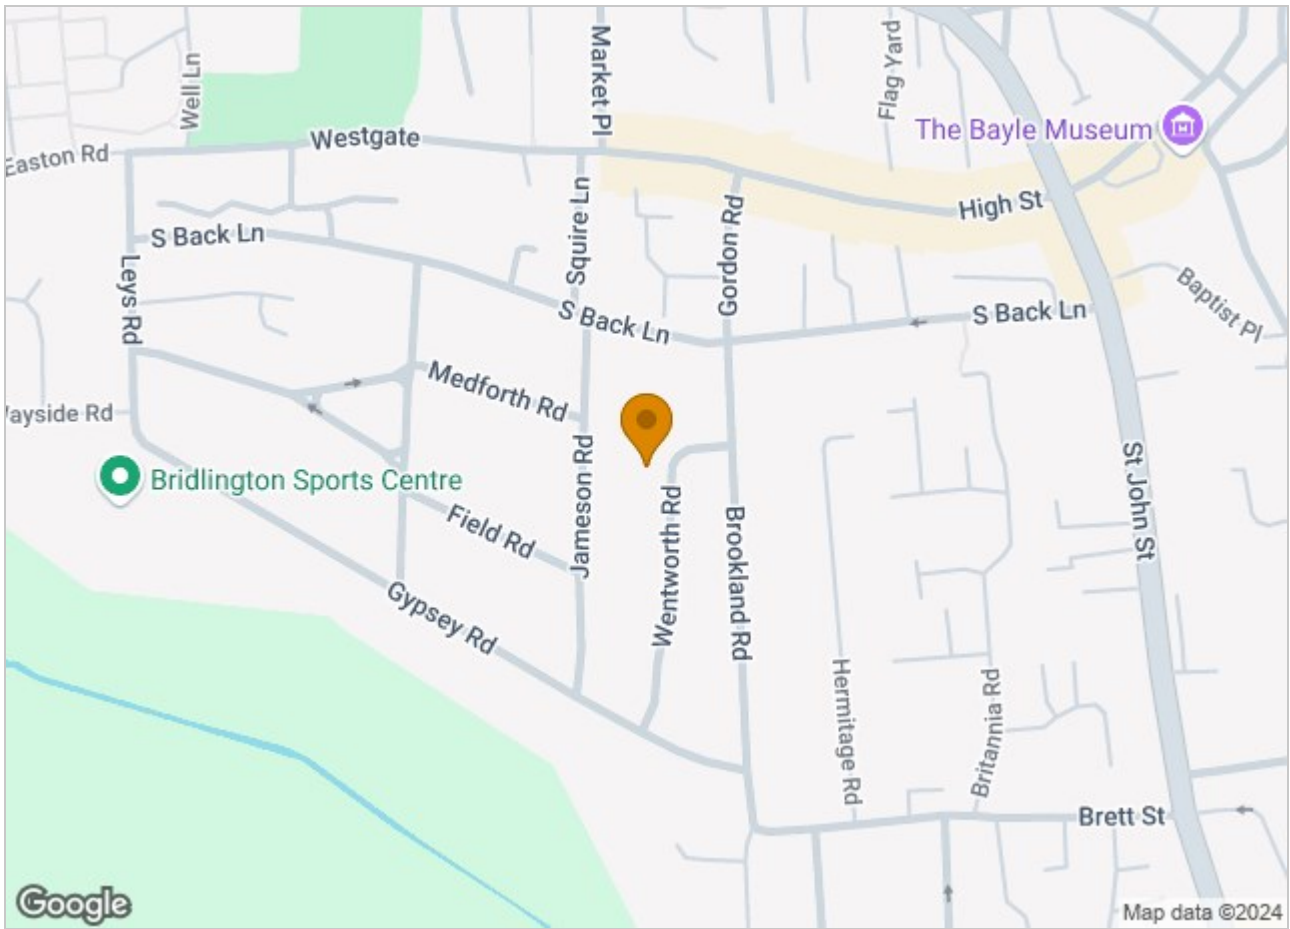 Market Pl
Flag Yard
Well Ln
The Bayle Museum
Westgate
Easton Rd
Squire Ln
Gordon Rd
High St
S Back Ln
Leys Rd
Baptist Pl
S Back Ln
S Back Ln
Medforth Rd
Jameson Rd
St John St
Bridlington Sports Centre
Wentworth Rd
Brookland Rd
Field Rd
Gypsey Rd
Hermitage Rd
Britannia Rd
Brett St
Google
Map data ©2024